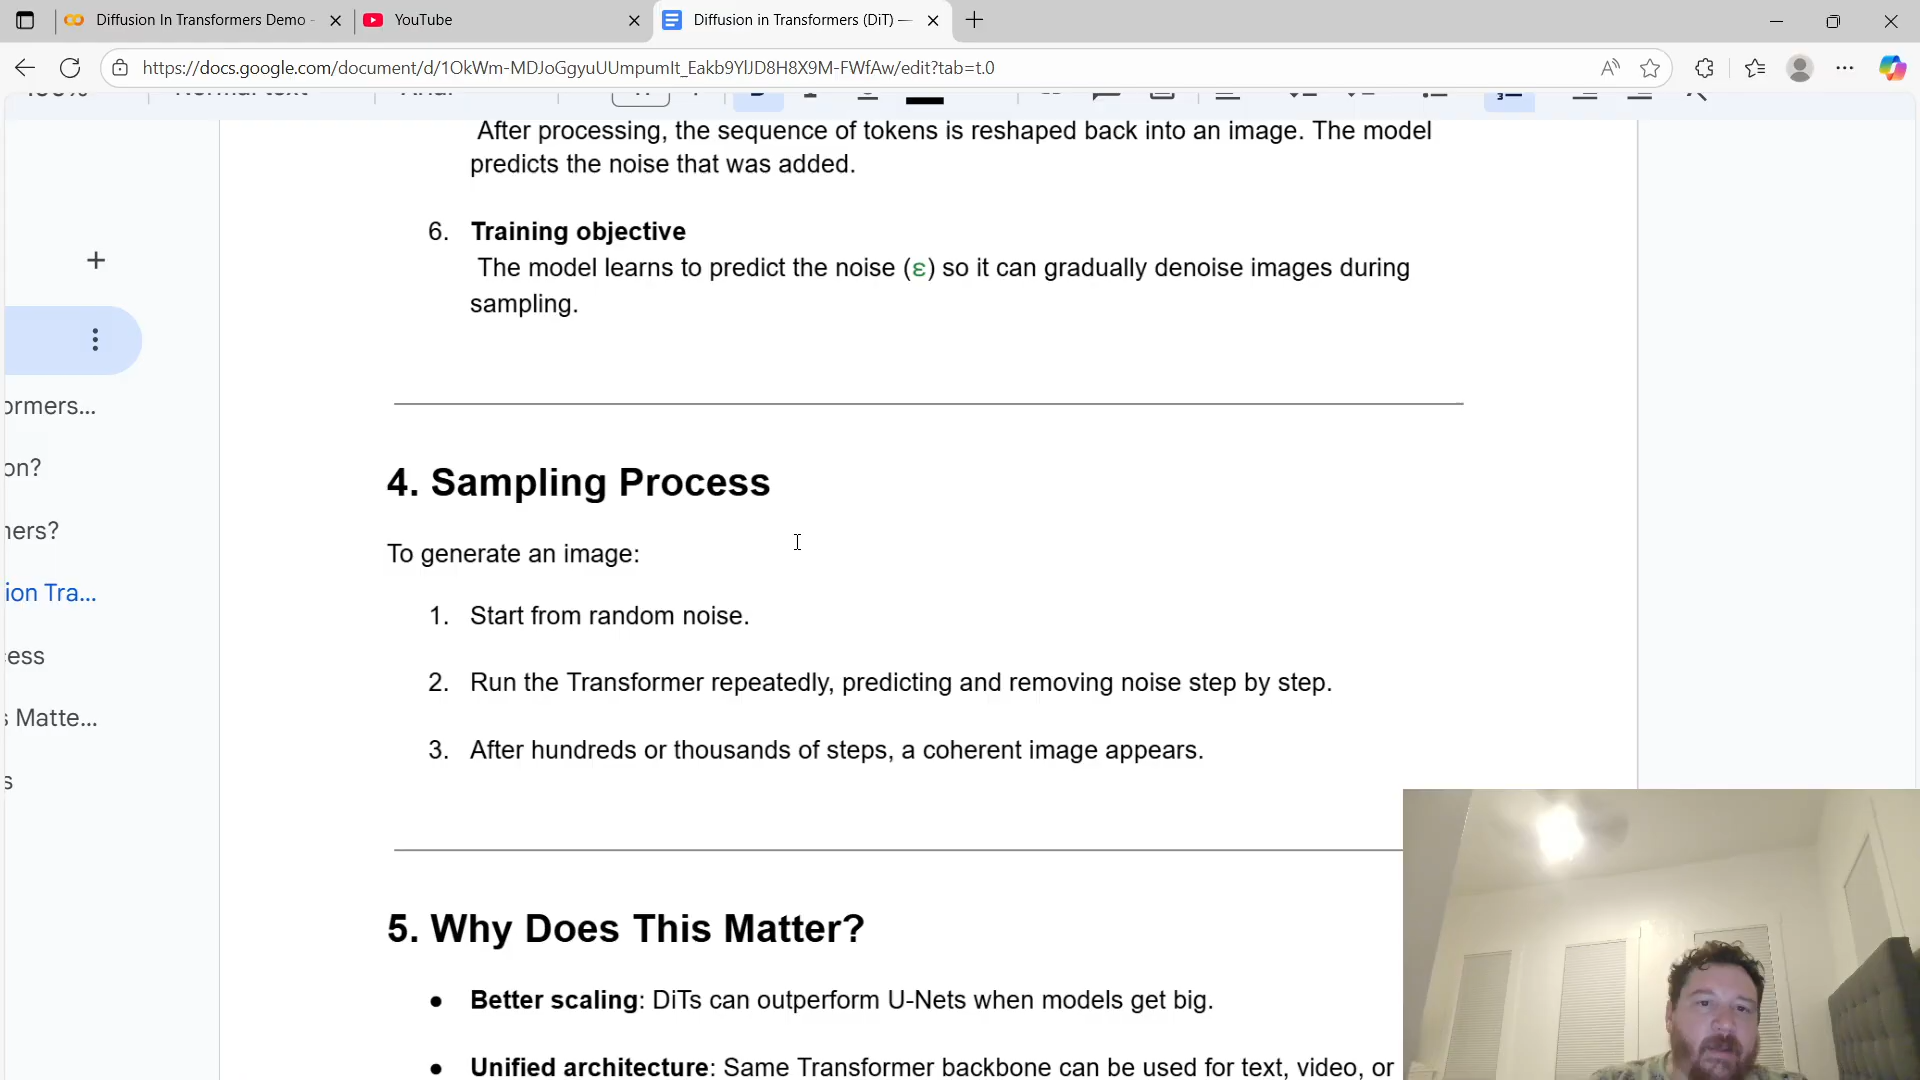 Diffusion In Transformers Demo -
YouTube
Diffusion in Transformers (DiT) —
https://docs.google.com/document/d/1OkWm-MDJoGgyuUUmpumIt_Eakb9YlJD8H8X9M-FWfAw/edit?tab=t.0
After processing, the sequence of tokens is reshaped back into an image. The model
predicts the noise that was added.
6. Training objective
The model learns to predict the noise (ε) so it can gradually denoise images during
sampling.
ormers...
on?
ners?
ion Tra...
cess
s Matte...
s
4. Sampling Process
To generate an image:
1. Start from random noise.
2. Run the Transformer repeatedly, predicting and removing noise step by step.
3. After hundreds or thousands of steps, a coherent image appears.
5. Why Does This Matter?
● Better scaling: DiTs can outperform U-Nets when models get big.
● Unified architecture: Same Transformer backbone can be used for text, video, or